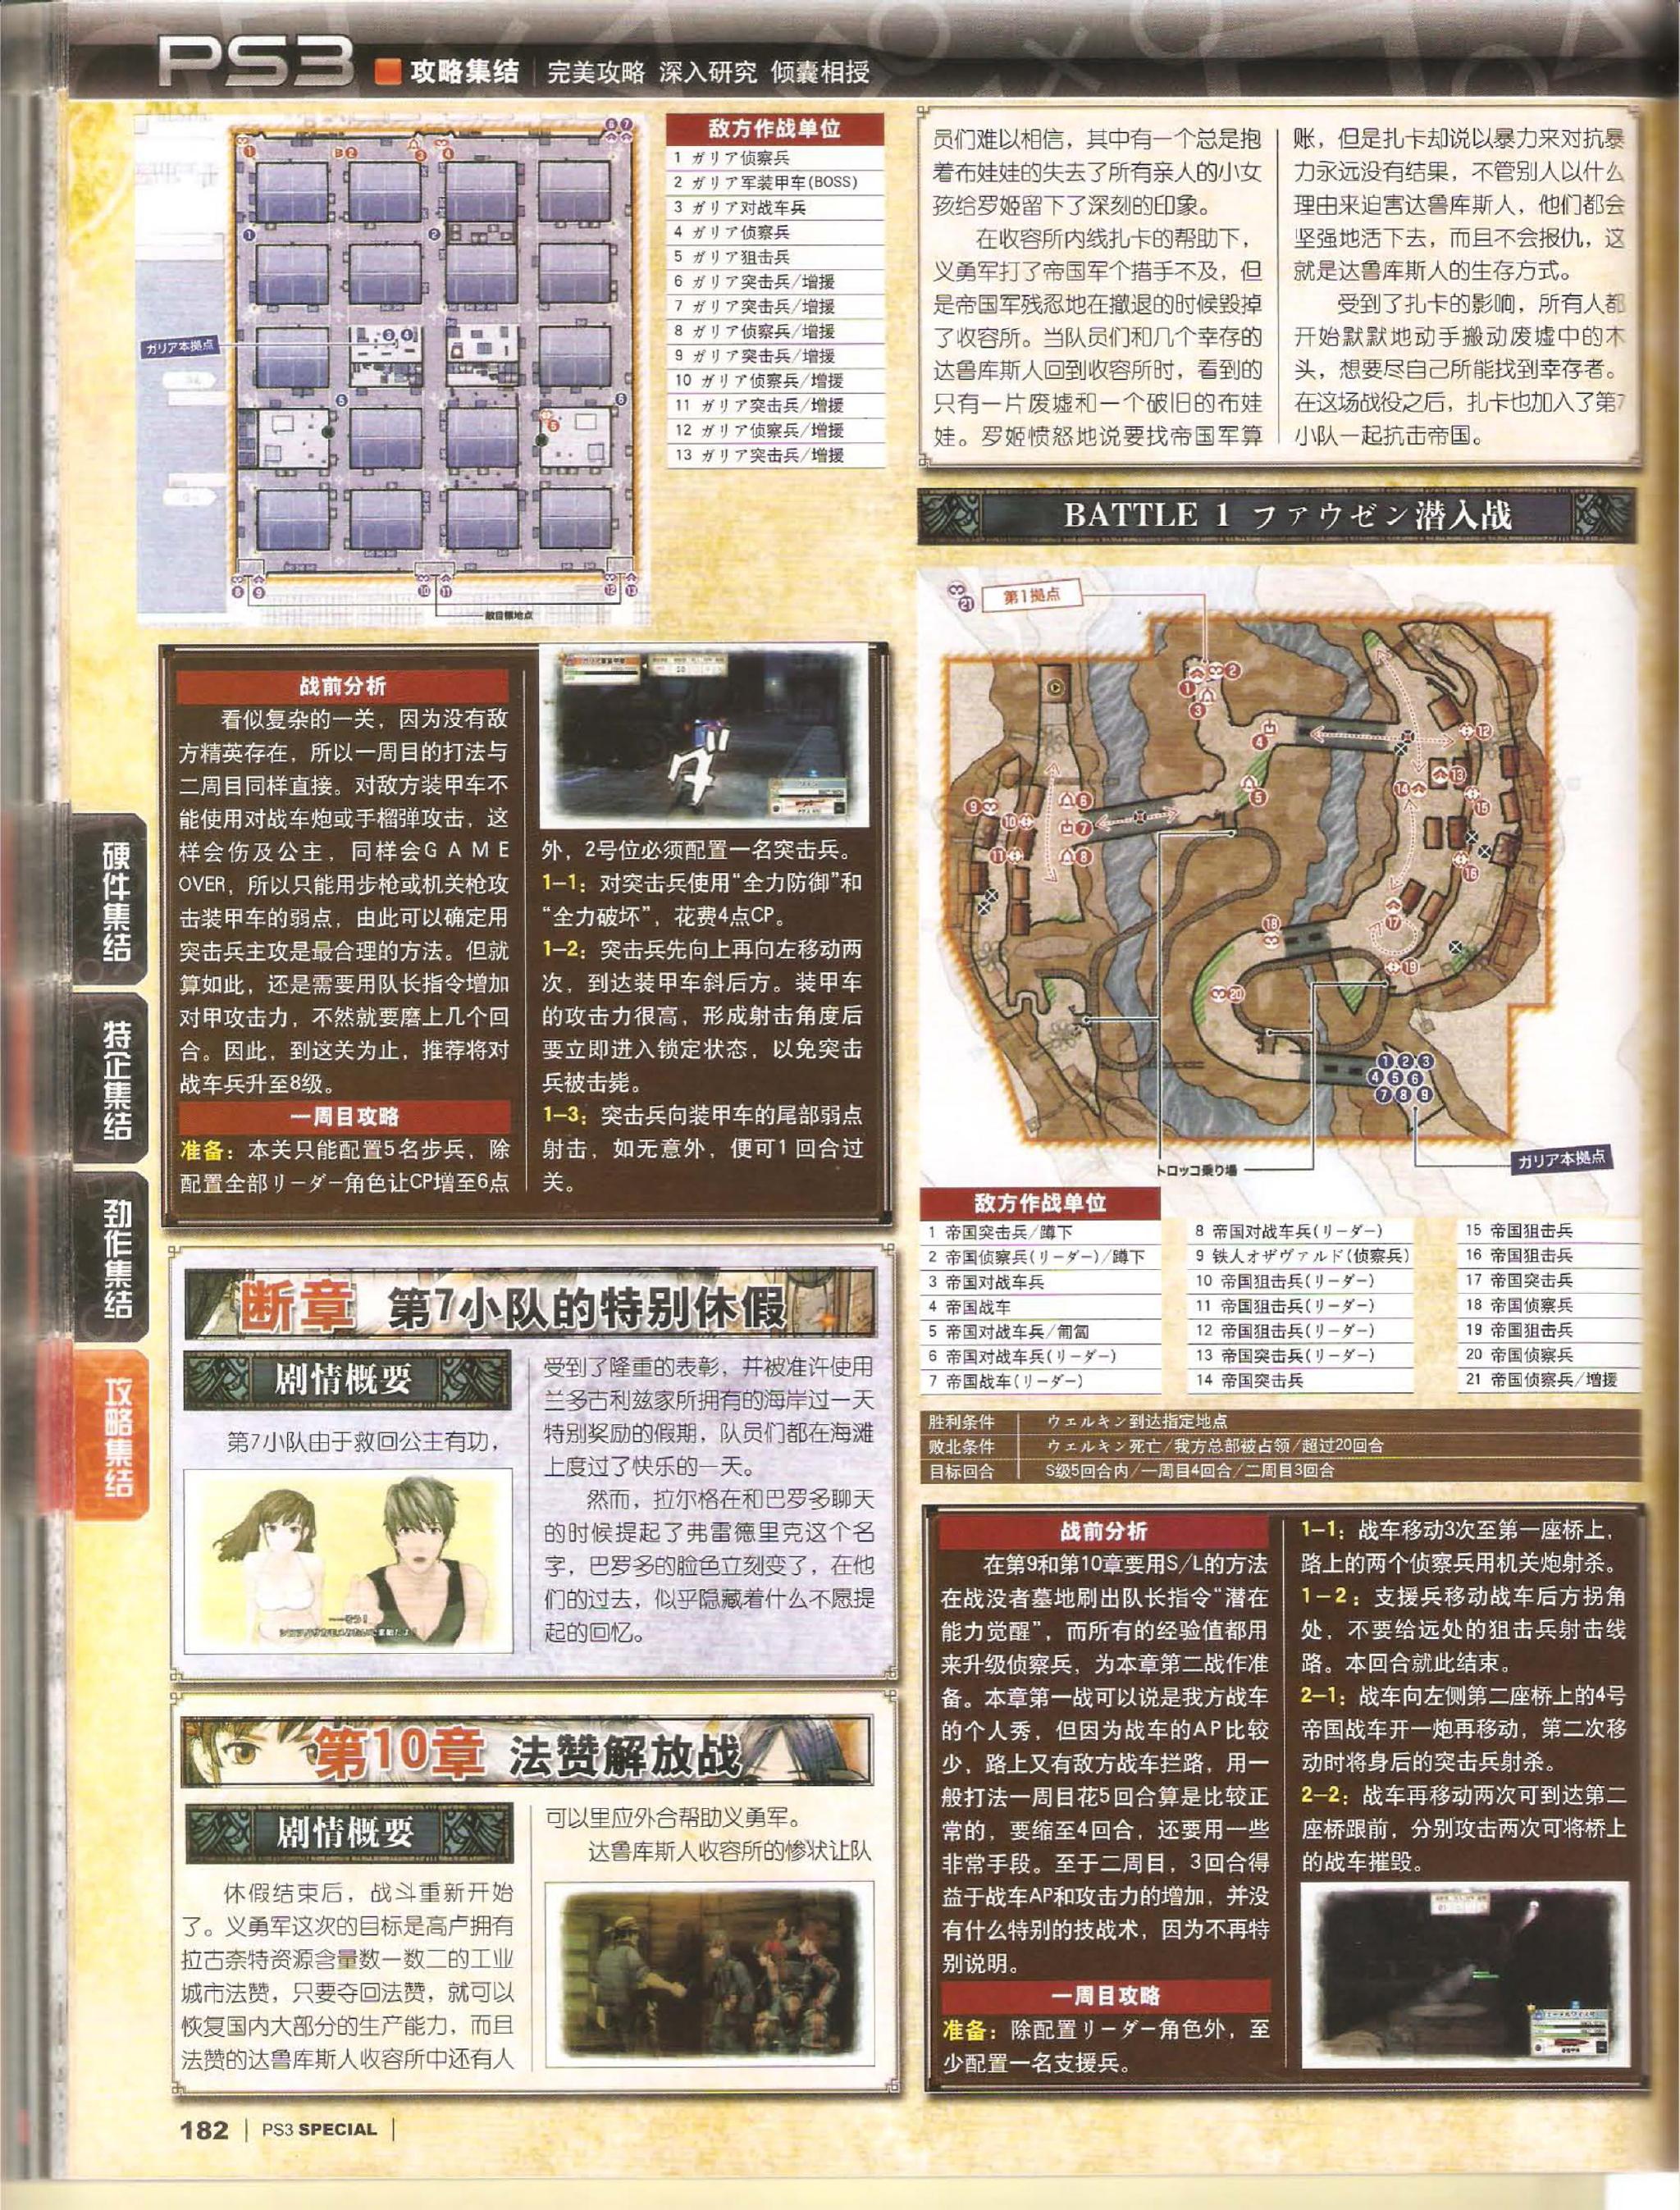 PS3 攻略集结 完美攻略 深入研究 倾囊相授
ガリア本拠点
敌方作战单位
1 ガリア侦察兵
2 ガリア军装甲车(BOSS)
3 ガリア对战车兵
4 ガリア侦察兵
5 ガリア狙击兵
6 ガリア突击兵/增援
7 ガリア突击兵/增援
8 ガリア侦察兵/增援
9 ガリア突击兵/增援
10 ガリア侦察兵/增援
11 ガリア突击兵/增援
12 ガリア侦察兵/增援
13 ガリア突击兵/增援
敌目标地点
战前分析
看似复杂的一关，因为没有敌
方精英存在，所以一周目的打法与
二周目同样直接。对敌方装甲车不
能使用对战车炮或手榴弹攻击，这
样会伤及公主，同样会GAME
OVER，所以只能用步枪或机关枪攻
击装甲车的弱点，由此可以确定用
突击兵主攻是最合理的方法。但就
算如此，还是需要用队长指令增加
对甲攻击力，不然就要磨上几个回
合。因此，到这关为止，推荐将对
战车兵升至8级。
一周目攻略
准备：本关只能配置5名步兵，除
配置全部リーダー角色让CP增至6点
外，2号位必须配置一名突击兵。
1-1：对突击兵使用“全力防御”和
“全力破坏”，花费4点CP。
1-2：突击兵先向上再向左移动两
次，到达装甲车斜后方。装甲车
的攻击力很高，形成射击角度后
要立即进入锁定状态，以免突击
兵被击毙。
1-3：突击兵向装甲车的尾部弱点
射击，如无意外，便可1回合过
关。
断章 第7小队的特别休假
剧情概要
第7小队由于救回公主有功，
受到了隆重的表彰，并被准许使用
兰多古利兹家所拥有的海岸过一天
特别奖励的假期，队员们都在海滩
上度过了快乐的一天。
然而，拉尔格在和巴罗多聊天
的时候提起了弗雷德里克这个名
字，巴罗多的脸色立刻变了，在他
们的过去，似乎隐藏着什么不愿提
起的回忆。
第10章 法赞解放战
剧情概要
休假结束后，战斗重新开始
了。义勇军这次的目标是高卢拥有
拉古奈特资源含量数一数二的工业
城市法赞，只要夺回法赞，就可以
恢复国内大部分的生产能力，而且
法赞的达鲁库斯人收容所中还有人
可以里应外合帮助义勇军。
达鲁库斯人收容所的惨状让队
员们难以相信，其中有一个总是抱
着布娃娃的失去了所有亲人的小女
孩给罗姬留下了深刻的印象。
在收容所内线扎卡的帮助下，
义勇军打了帝国军个措手不及，但
是帝国军残忍地在撤退的时候毁掉
了收容所。当队员们和几个幸存的
达鲁库斯人回到收容所时，看到的
只有一片废墟和一个破旧的布娃
娃。罗姬愤怒地说要找帝国军算
账，但是扎卡却说以暴力来对抗暴
力永远没有结果，不管别人以什么
理由来迫害达鲁库斯人，他们都会
坚强地活下去，而且不会报仇，这
就是达鲁库斯人的生存方式。
受到了扎卡的影响，所有人都
开始默默地动手搬动废墟中的木
头，想要尽自己所能找到幸存者。
在这场战役之后，扎卡也加入了第7
小队一起抗击帝国。
BATTLE 1 ファウゼン潜入战
第1拠点
トロッコ乗り場
ガリア本拠点
敌方作战单位
1 帝国突击兵/蹲下
2 帝国侦察兵(リーダー)/蹲下
3 帝国对战车兵
4 帝国战车
5 帝国对战车兵/匍匐
6 帝国对战车兵(リーダー)
7 帝国战车(リーダー)
8 帝国对战车兵(リーダー)
9 铁人オザヴァルド(侦察兵)
10 帝国狙击兵(リーダー)
11 帝国狙击兵(リーダー)
12 帝国狙击兵(リーダー)
13 帝国突击兵(リーダー)
14 帝国突击兵
15 帝国狙击兵
16 帝国狙击兵
17 帝国突击兵
18 帝国侦察兵
19 帝国狙击兵
20 帝国侦察兵
21 帝国侦察兵/增援
胜利条件 ウェルキン到达指定地点
败北条件 ウェルキン死亡/我方总部被占领/超过20回合
目标回合 S级5回合内/一周目4回合/二周目3回合
战前分析
在第9和第10章要用S/L的方法
在战没者墓地刷出队长指令“潜在
能力觉醒”，而所有的经验值都用
来升级侦察兵，为本章第二战作准
备。本章第一战可以说是我方战车
的个人秀，但因为战车的AP比较
少，路上又有敌方战车拦路，用一
般打法一周目花5回合算是比较正
常的，要缩至4回合，还要用一些
非常手段。至于二周目，3回合得
益于战车AP和攻击力的增加，并没
有什么特别的技战术，因为不再特
别说明。
一周目攻略
准备：除配置リーダー角色外，至
少配置一名支援兵。
1-1：战车移动3次至第一座桥上，
路上的两个侦察兵用机关炮射杀。
1-2：支援兵移动战车后方拐角
处，不要给远处的狙击兵射击线
路。本回合就此结束。
2-1：战车向左侧第二座桥上的4号
帝国战车开一炮再移动，第二次移
动时将身后的突击兵射杀。
2-2：战车再移动两次可到达第二
座桥跟前，分别攻击两次可将桥上
的战车摧毁。
硬件集结
特企集结
劲作集结
攻略集结
182 PS3 SPECIAL